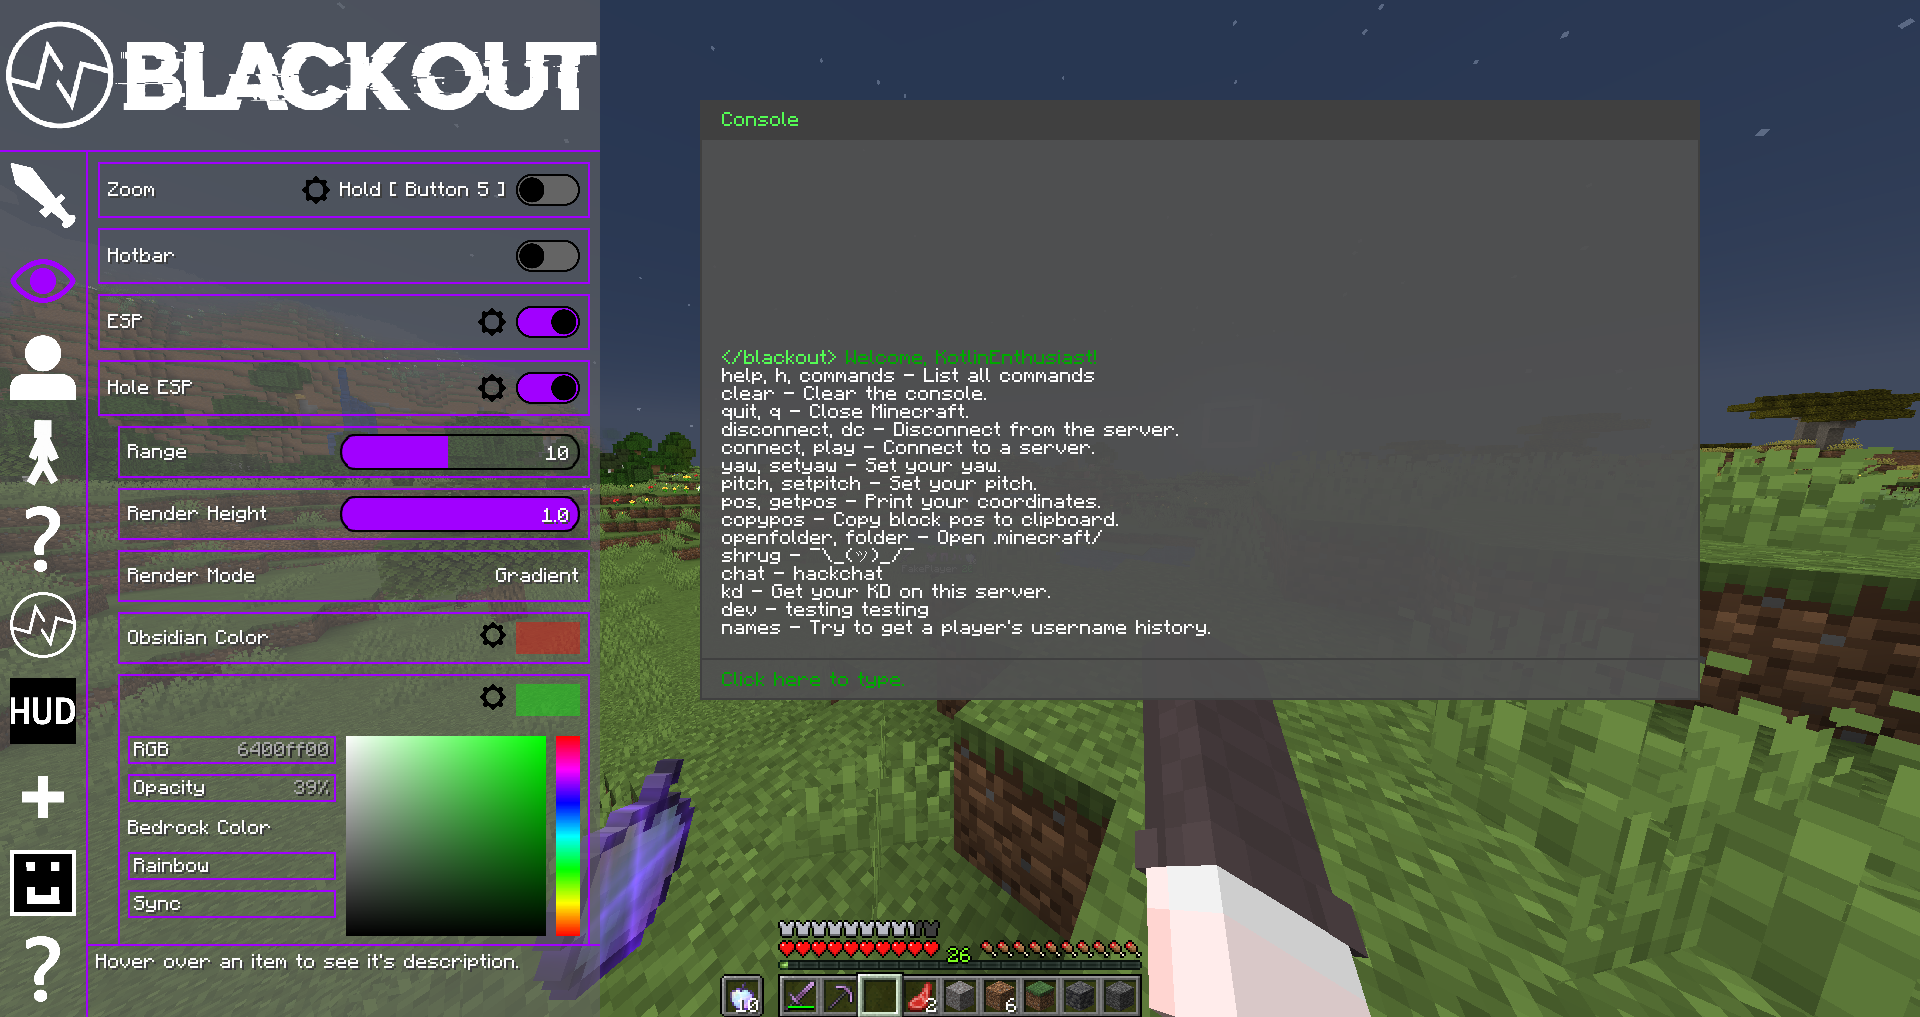 BLACKOUT
Zoom Hold [ Button 5 ]
Hotbar
ESP
Hole ESP
Range 10
Render Height 1.0
Render Mode Gradient
Obsidian Color
RGB 6400ff00
Opacity 39%
Bedrock Color
Rainbow
Sync
HUD
Hover over an item to see it's description.
Console
</blackout> Welcome, KotlinEnthusiast!
help, h, commands - List all commands
clear - Clear the console.
quit, q - Close Minecraft.
disconnect, dc - Disconnect from the server.
connect, play - Connect to a server.
yaw, setyaw - Set your yaw.
pitch, setpitch - Set your pitch.
pos, getpos - Print your coordinates.
copypos - Copy block pos to clipboard.
openfolder, folder - Open .minecraft/
shrug - ¯\_(ツ)_/¯
chat - hackchat
kd - Get your KD on this server.
dev - testing testing
names - Try to get a player's username history.
Click here to type.
26
10
2
6